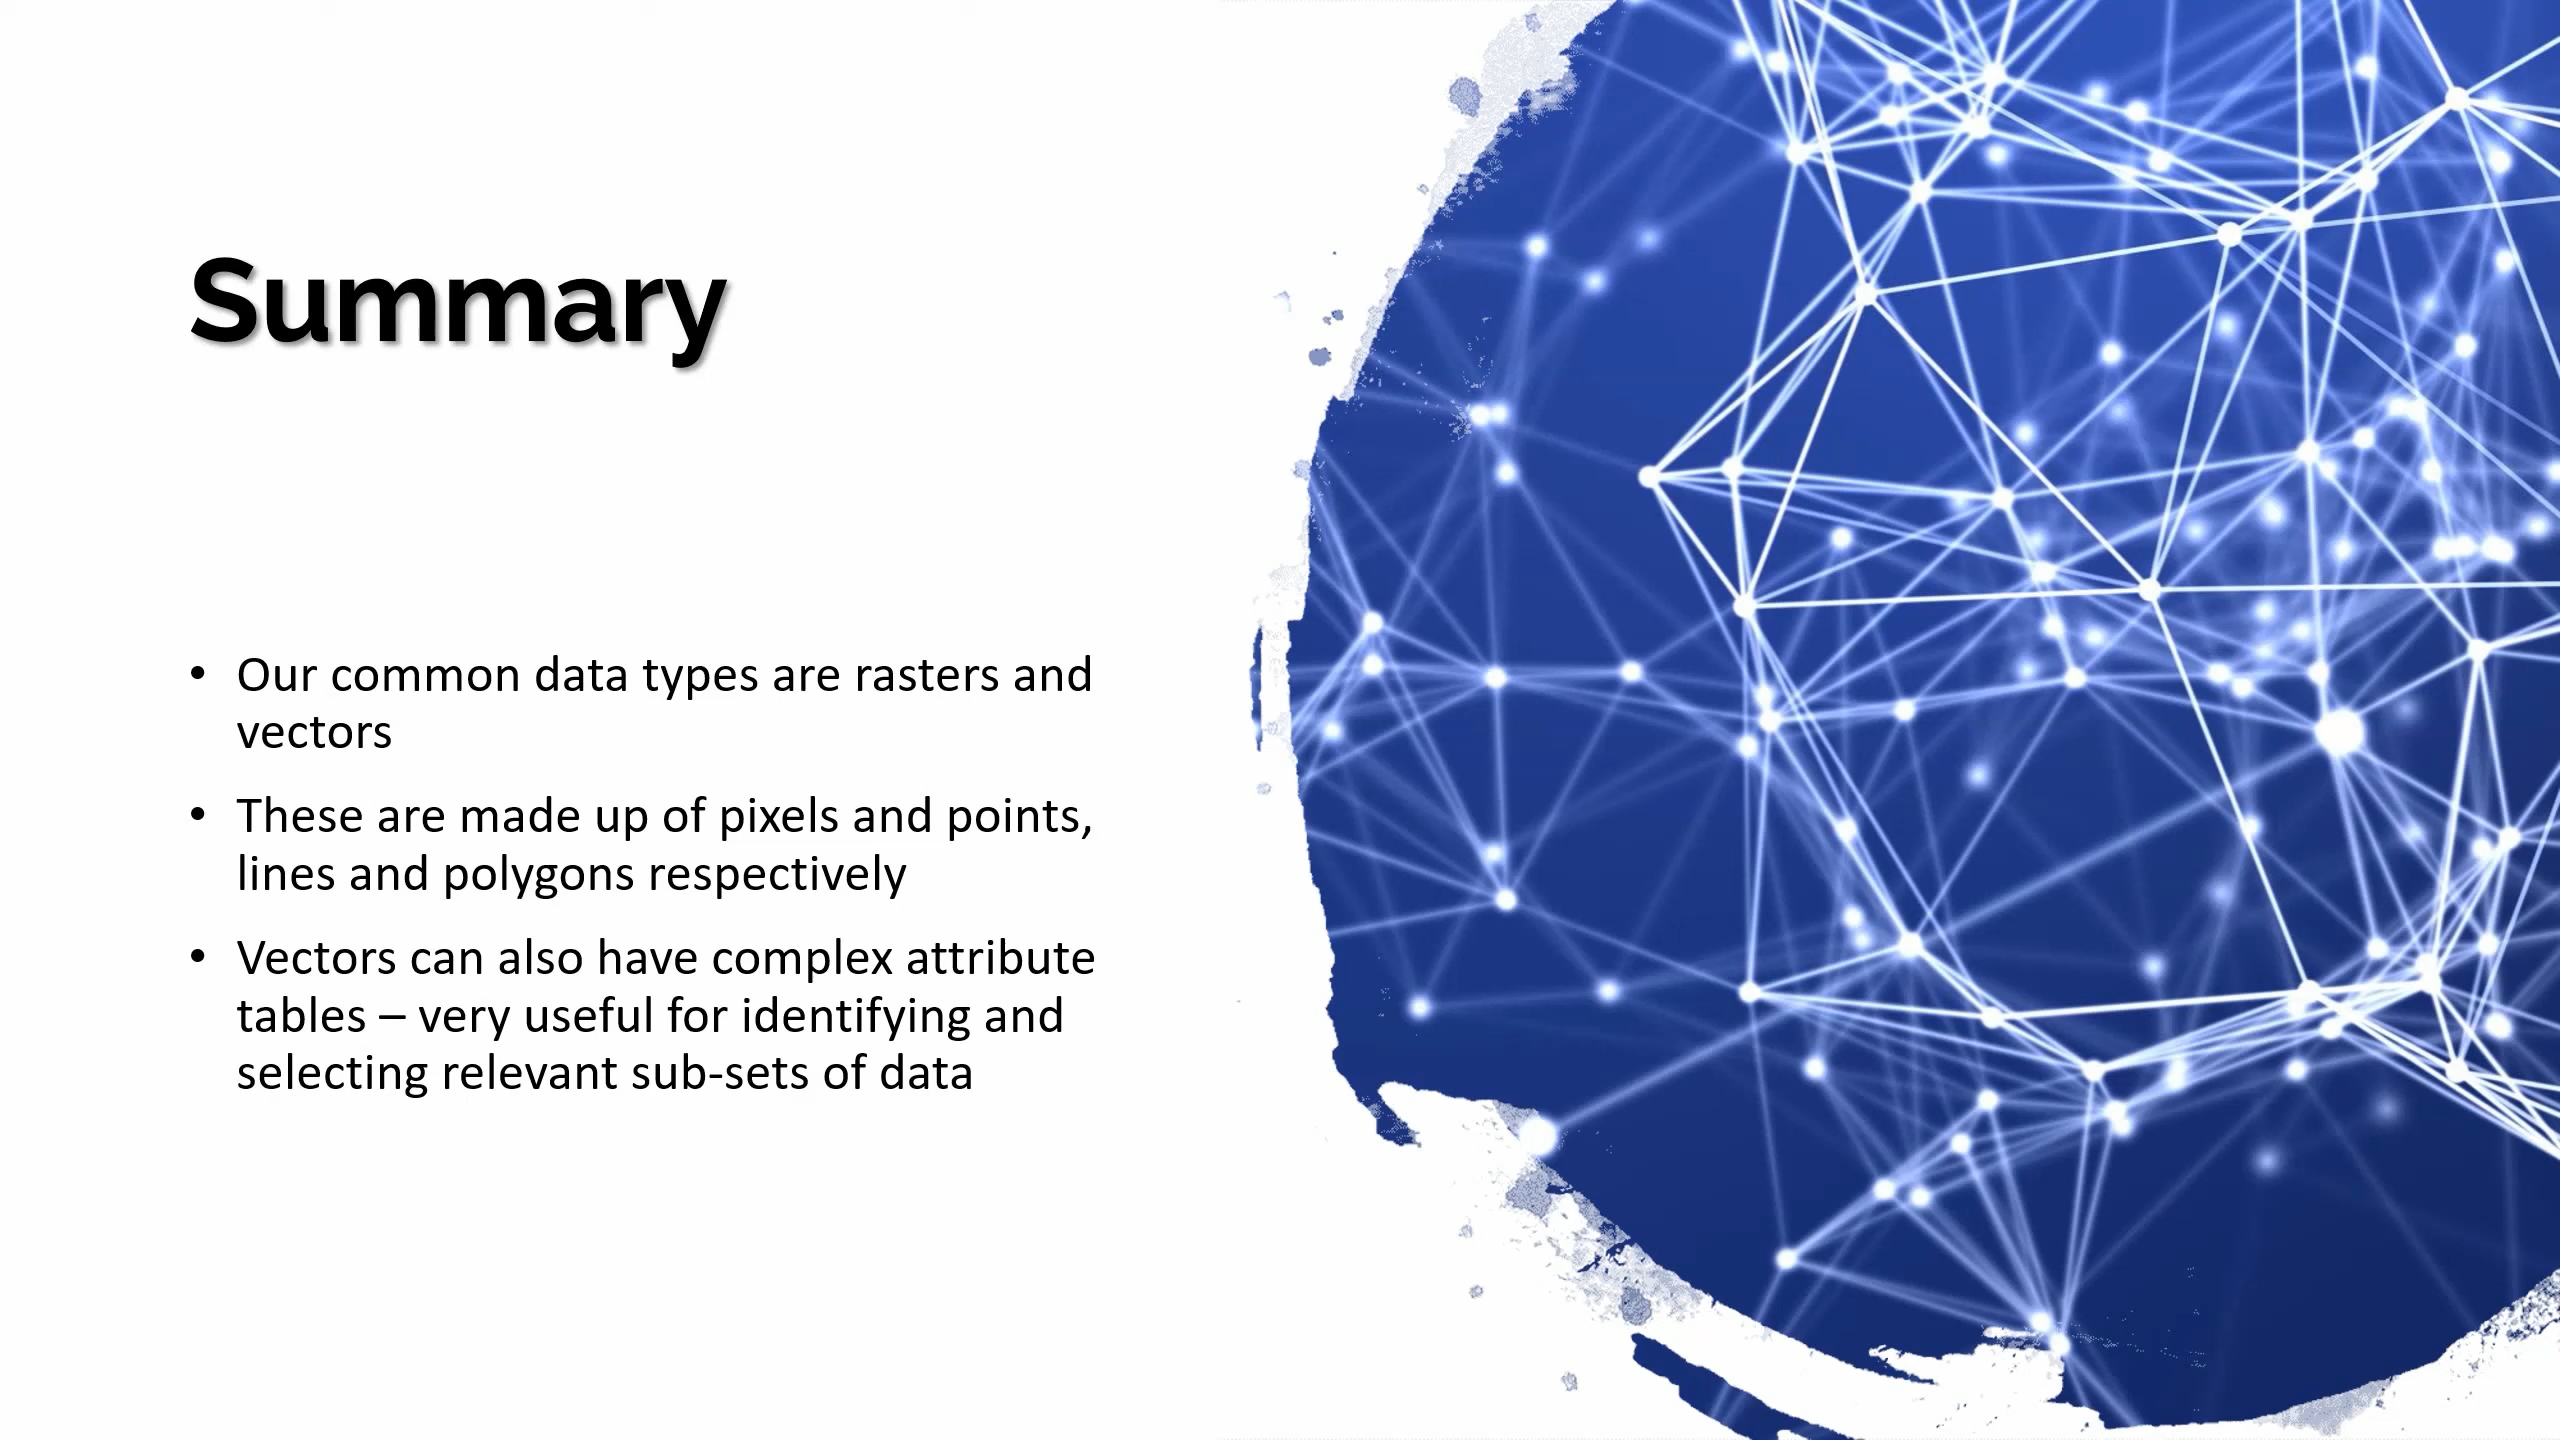 Summary
• Our common data types are rasters and
vectors
• These are made up of pixels and points,
lines and polygons respectively
• Vectors can also have complex attribute
tables – very useful for identifying and
selecting relevant sub-sets of data